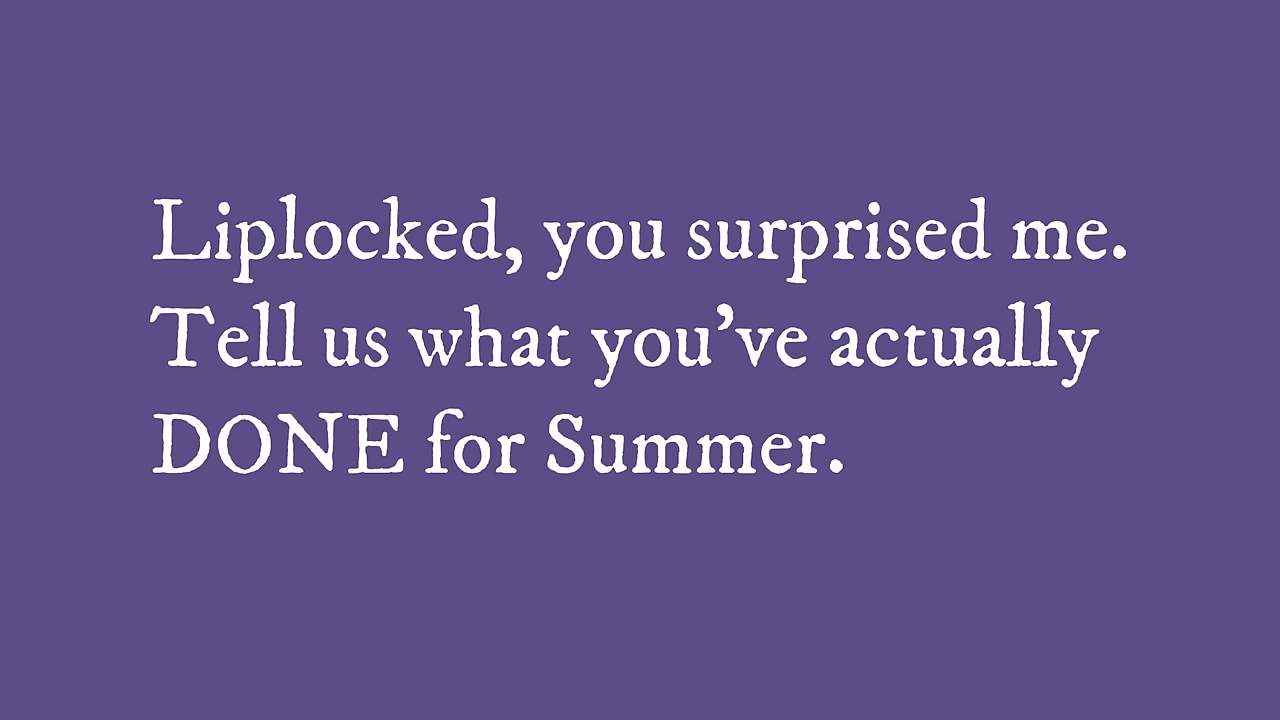 Liplocked, you surprised me.
Tell us what you’ve actually
DONE for Summer.